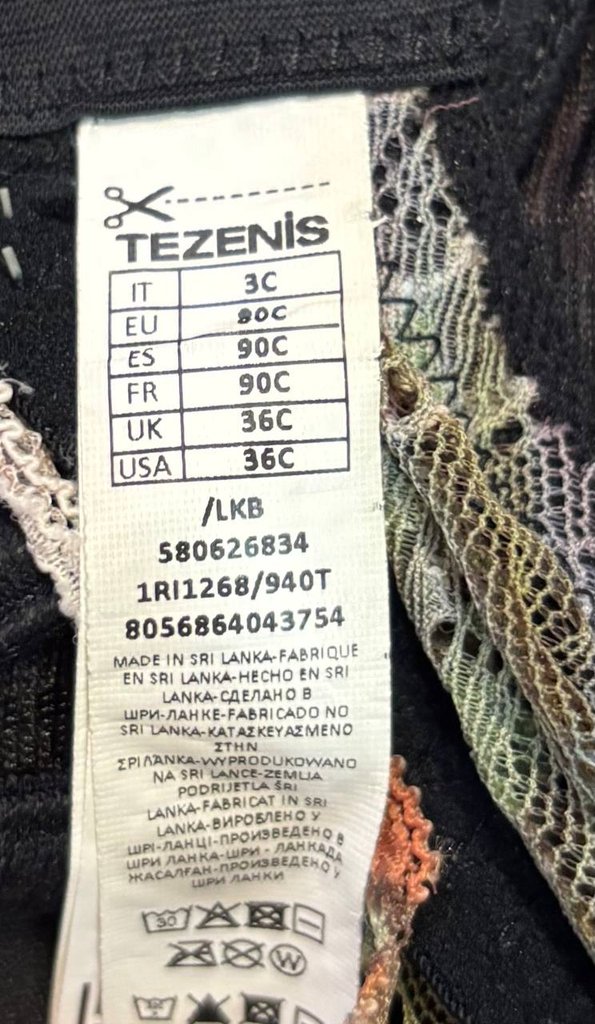 TEZENİS
IT 3C
EU 80C
ES 90C
FR 90C
UK 36C
USA 36C
/LKB
580626834
1RI1268/940T
8056864043754
MADE IN SRI LANKA-FABRIQUE
EN SRI LANKA-HECHO EN SRI
LANKA-СДЕЛАНО В
ШРИ-ЛАНКЕ-FABRICADO NO
SRI LANKA-ΚΑΤΑΣΚΕΥΑΣΜΕΝΟ
ΣΤΗΝ
ΣΡΙΛΑΝΚΑ-WYPRODUKOWANO
NA SRI LANCE-ZEMLJA
PODRIJETLA ŠRI
LANKA-FABRICAT IN SRI
LANKA-ВИРОБЛЕНО У
ШРІ-ЛАНЦІ-ПРОИЗВЕДЕНО В
ШРИ ЛАНКА-ШРИ - ЛАНКАДА
ЖАСАЛҒАН-ПРОИЗВЕДЕНО У
ШРИ ЛАНКИ
30
W